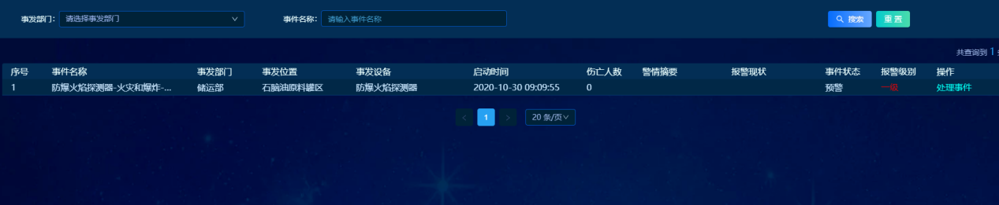 事发部门： 请选择事发部门 事件名称： 请输入事件名称 搜索 重 置
共查询到 1
序号 事件名称 事发部门 事发位置 事发设备 启动时间 伤亡人数 警情摘要 报警现状 事件状态 报警级别 操作
1 防爆火焰探测器-火灾和爆炸-... 储运部 石脑油原料罐区 防爆火焰探测器 2020-10-30 09:09:55 0 预警 一级 处理事件
< 1 > 20 条/页